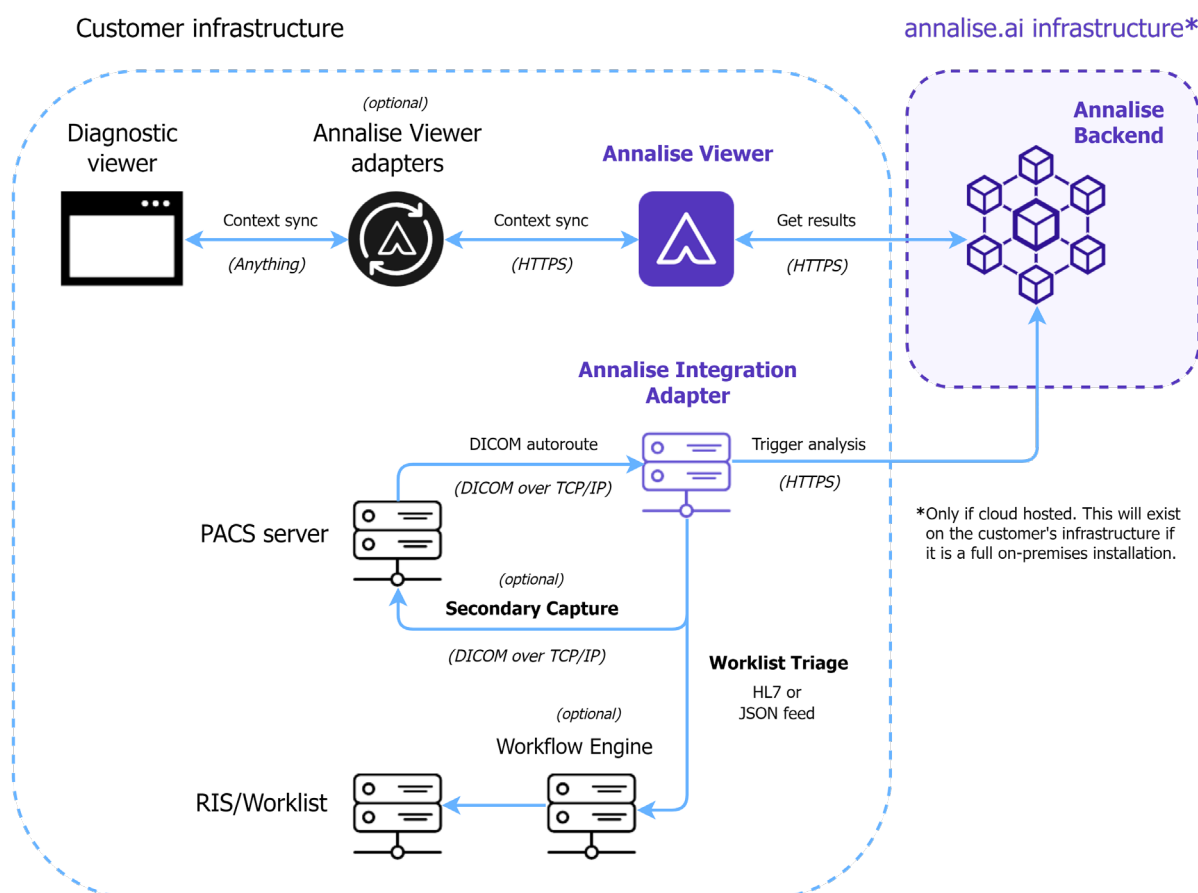 Customer infrastructure
annalise.ai infrastructure*
(optional)
Diagnostic
viewer
Annalise Viewer
adapters
Annalise Viewer
Annalise
Backend
Context sync
(Anything)
Context sync
(HTTPS)
Get results
(HTTPS)
Annalise Integration
Adapter
DICOM autoroute
(DICOM over TCP/IP)
Trigger analysis
(HTTPS)
PACS server
*Only if cloud hosted. This will exist
on the customer's infrastructure if
it is a full on-premises installation.
(optional)
Secondary Capture
(DICOM over TCP/IP)
Worklist Triage
HL7 or
JSON feed
(optional)
Workflow Engine
RIS/Worklist